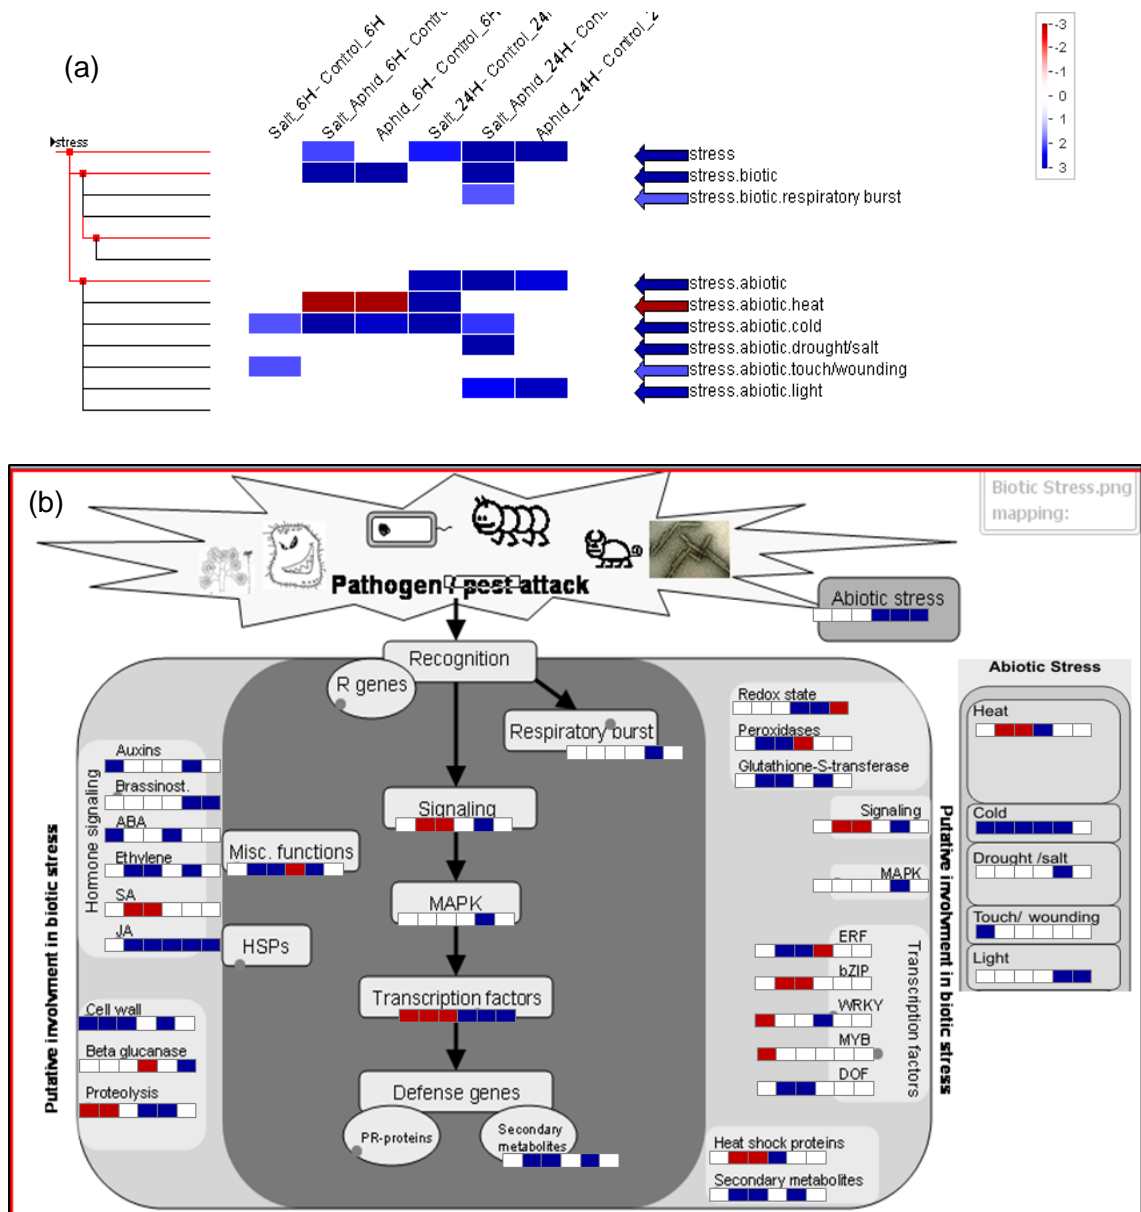 (a)
Salt_6H- Control_6H
Salt_Aphid_6H- Contro
Aphid_6H- Control_6H
Salt_24H- Control_24
Salt_Aphid_24H- Cont
Aphid_24H- Control_2
-3
-2
-1
0
1
2
3
stress
stress
stress.biotic
stress.biotic.respiratory burst
stress.abiotic
stress.abiotic.heat
stress.abiotic.cold
stress.abiotic.drought/salt
stress.abiotic.touch/wounding
stress.abiotic.light
(b)
Biotic Stress.png
mapping:
Pathogen / pest attack
Abiotic stress
Recognition
R genes
Respiratory burst
Signaling
MAPK
Transcription factors
Defense genes
PR-proteins
Secondary
metabolites
Misc. functions
HSPs
Putative involvment in biotic stress
Hormone signaling
Auxins
Brassinost.
ABA
Ethylene
SA
JA
Cell wall
Beta glucanase
Proteolysis
Redox state
Peroxidases
Glutathione-S-transferase
Signaling
MAPK
ERF
bZIP
WRKY
MYB
DOF
Transcription factors
Heat shock proteins
Secondary metabolites
Putative involvment in biotic stress
Abiotic Stress
Heat
Cold
Drought /salt
Touch/ wounding
Light